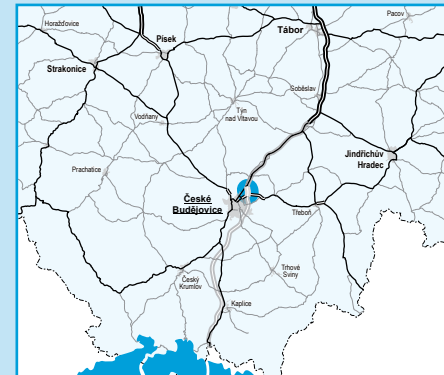 Pacov
Horažďovice
Tábor
Písek
Strakonice
Soběslav
Týn
nad Vltavou
Vodňany
Jindřichův
Hradec
Prachatice
České
Budějovice
Třeboň
Trhové
Sviny
Český
Krumlov
Kaplice